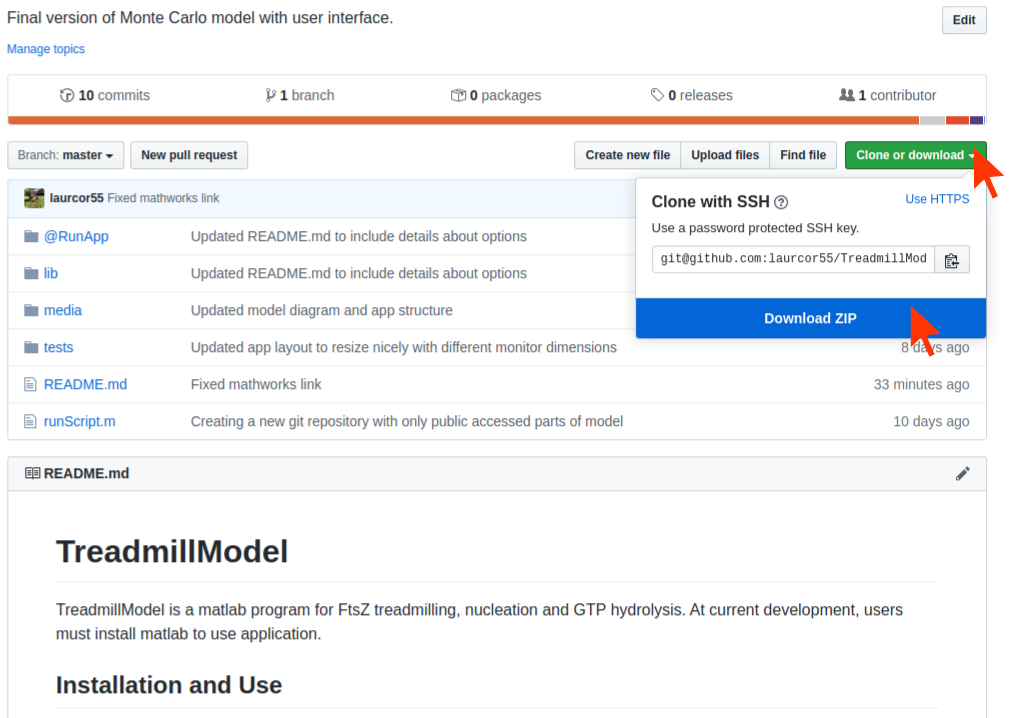 Final version of Monte Carlo model with user interface.
Edit
Manage topics
10 commits 1 branch 0 packages 0 releases 1 contributor
Branch: master New pull request Create new file Upload files Find file Clone or download
laurcor55 Fixed mathworks link
Clone with SSH Use HTTPS
Use a password protected SSH key.
git@github.com:laurcor55/TreadmillMod
Download ZIP
@RunApp Updated README.md to include details about options
lib Updated README.md to include details about options
media Updated model diagram and app structure
tests Updated app layout to resize nicely with different monitor dimensions 8 days ago
README.md Fixed mathworks link 33 minutes ago
runScript.m Creating a new git repository with only public accessed parts of model 10 days ago
README.md
TreadmillModel
TreadmillModel is a matlab program for FtsZ treadmilling, nucleation and GTP hydrolysis. At current development, users
must install matlab to use application.
Installation and Use